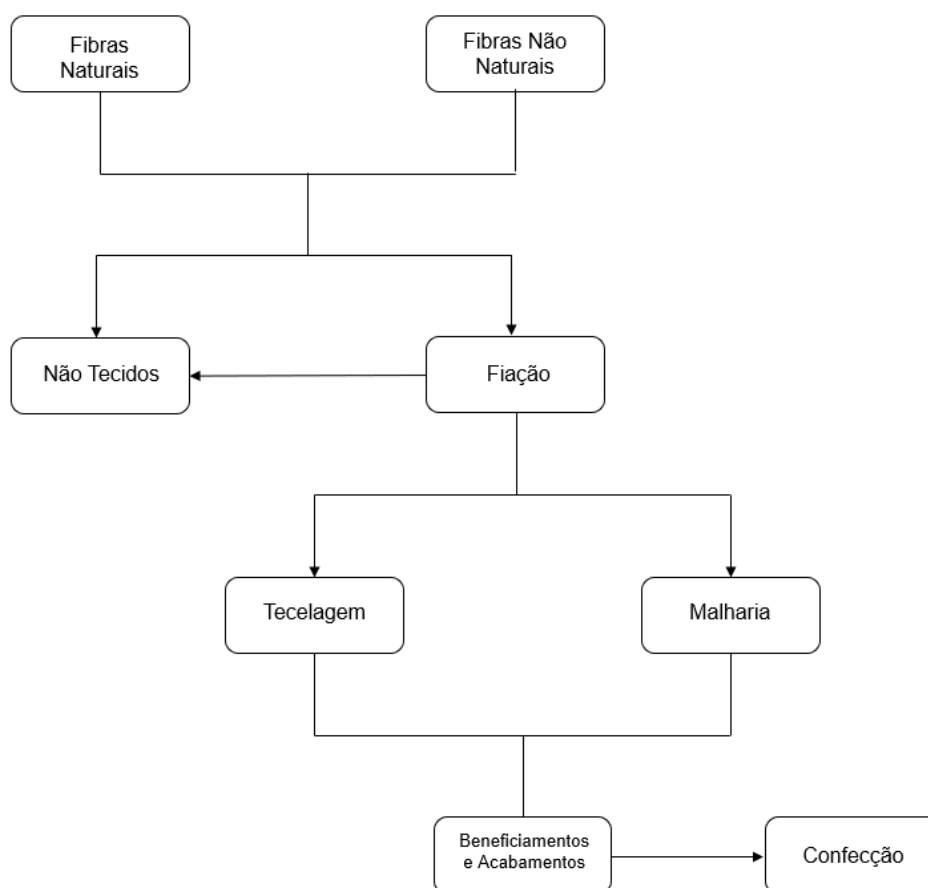 Fibras
Naturais
Fibras Não
Naturais
Não Tecidos
Fiação
Tecelagem
Malharia
Beneficiamentos
e Acabamentos
Confecção